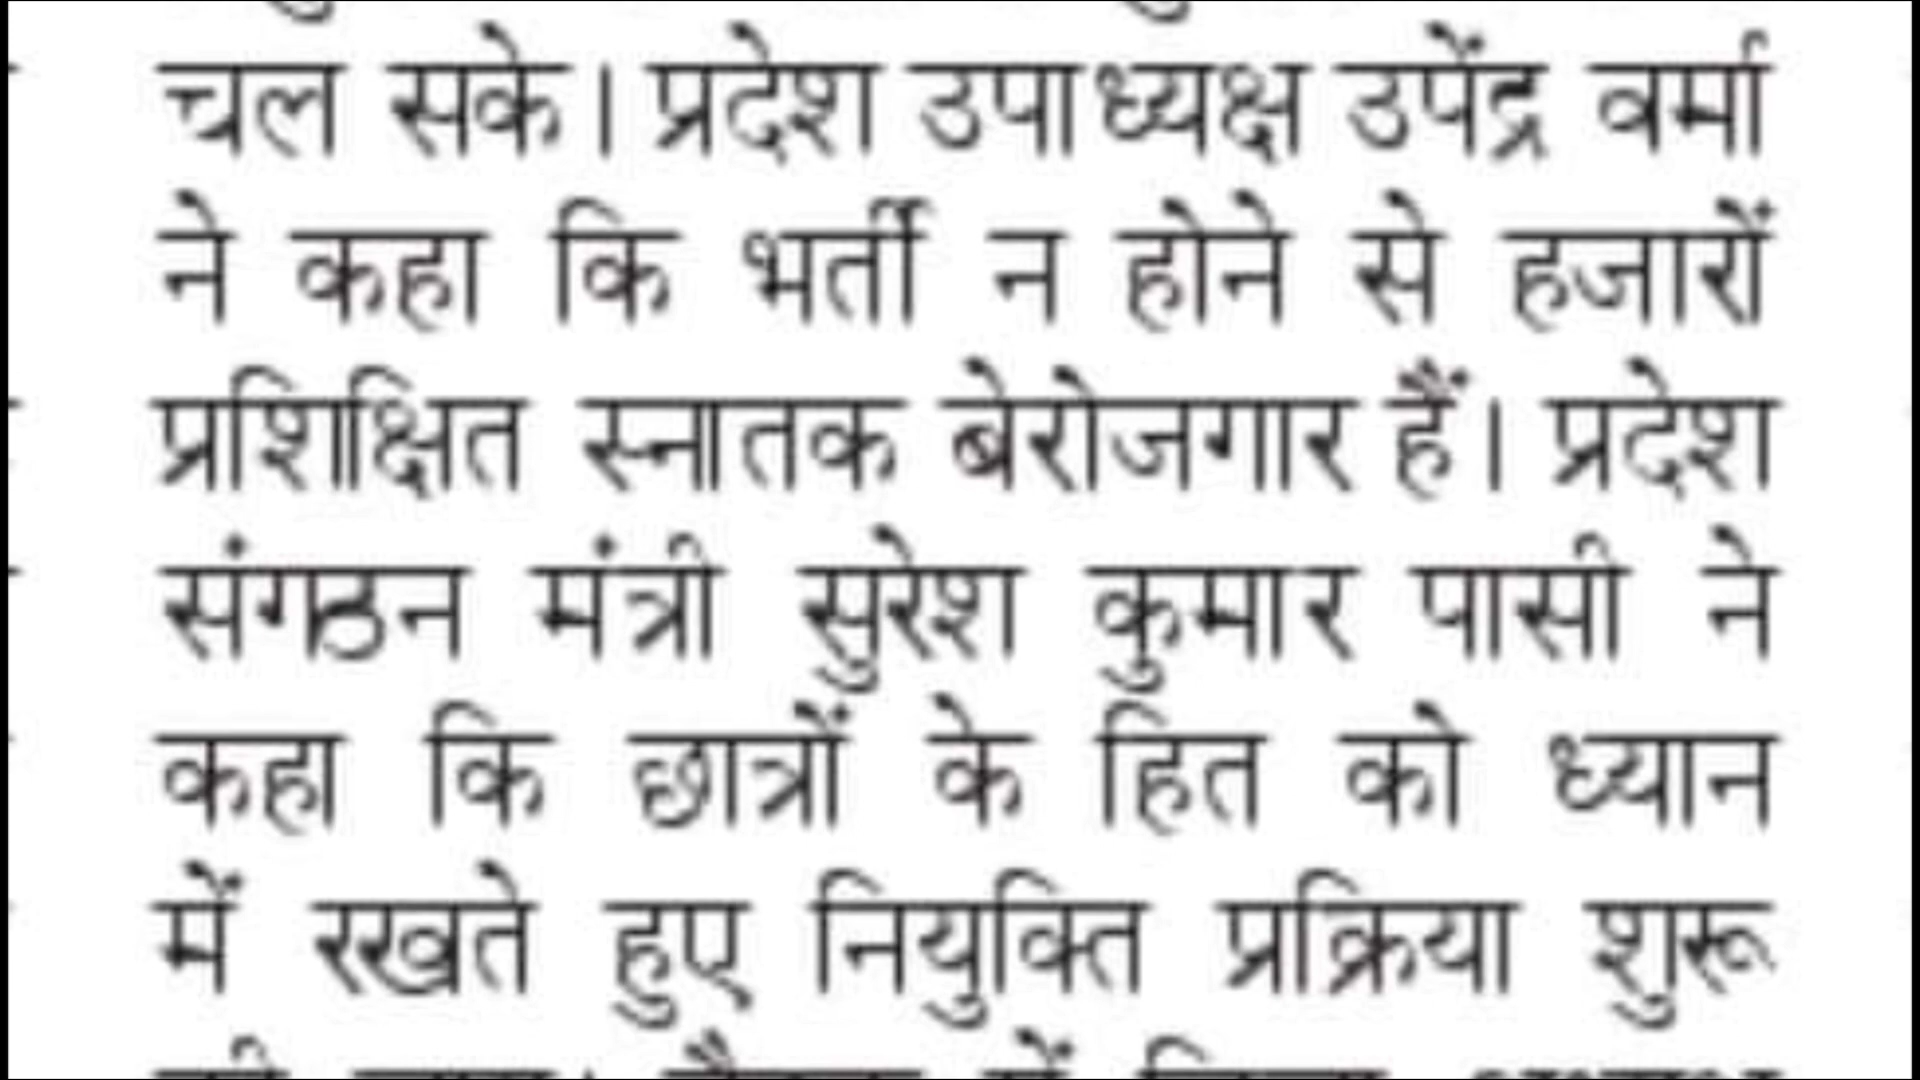 चल सके। प्रदेश उपाध्यक्ष उपेंद्र वर्मा
ने कहा कि भर्ती न होने से हजारों
प्रशिक्षित स्नातक बेरोजगार हैं। प्रदेश
संगठन मंत्री सुरेश कुमार पासी ने
कहा कि छात्रों के हित को ध्यान
में रखते हुए नियुक्ति प्रक्रिया शुरू